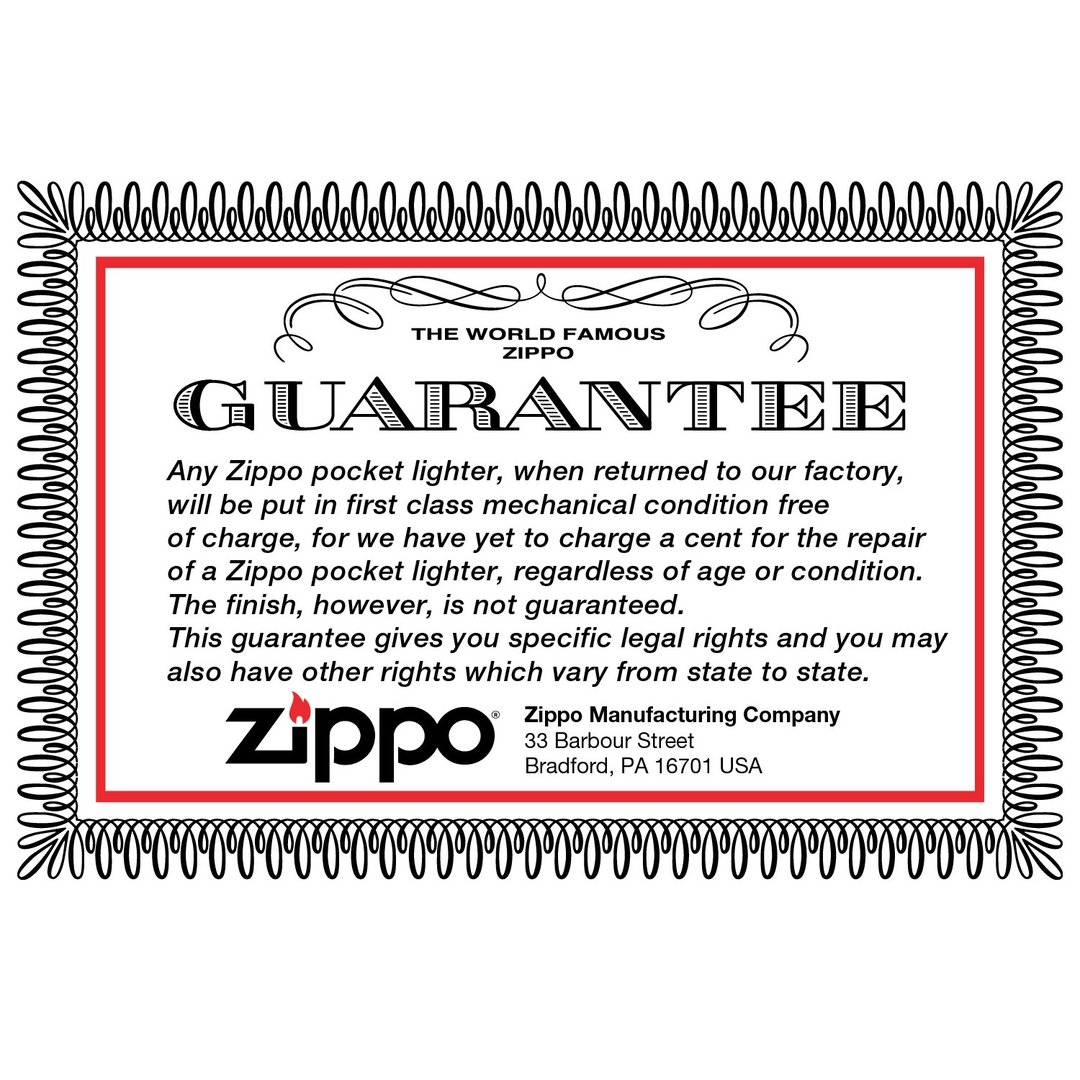 THE WORLD FAMOUS
ZIPPO
GUARANTEE
Any Zippo pocket lighter, when returned to our factory,
will be put in first class mechanical condition free
of charge, for we have yet to charge a cent for the repair
of a Zippo pocket lighter, regardless of age or condition.
The finish, however, is not guaranteed.
This guarantee gives you specific legal rights and you may
also have other rights which vary from state to state.
zippo®
Zippo Manufacturing Company
33 Barbour Street
Bradford, PA 16701 USA